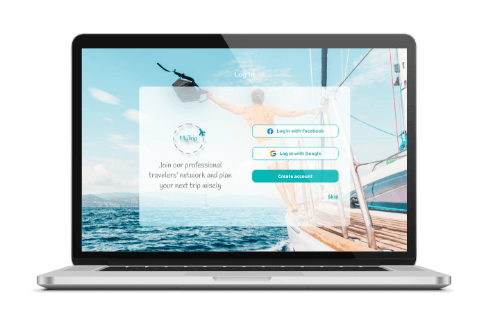 Log In
MyTrip
Join our professional
travelers' network and plan
your next trip wisely
Log in with Facebook
Log in with Google
Create account
Skip